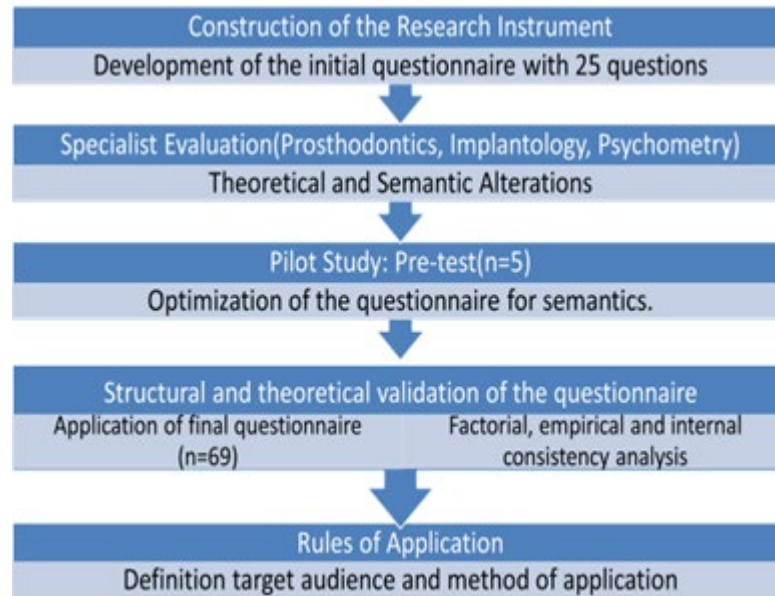 Construction of the Research Instrument
Development of the initial questionnaire with 25 questions
Specialist Evaluation(Prosthodontics, Implantology, Psychometry)
Theoretical and Semantic Alterations
Pilot Study: Pre-test(n=5)
Optimization of the questionnaire for semantics.
Structural and theoretical validation of the questionnaire
Application of final questionnaire
(n=69)
Factorial, empirical and internal
consistency analysis
Rules of Application
Definition target audience and method of application